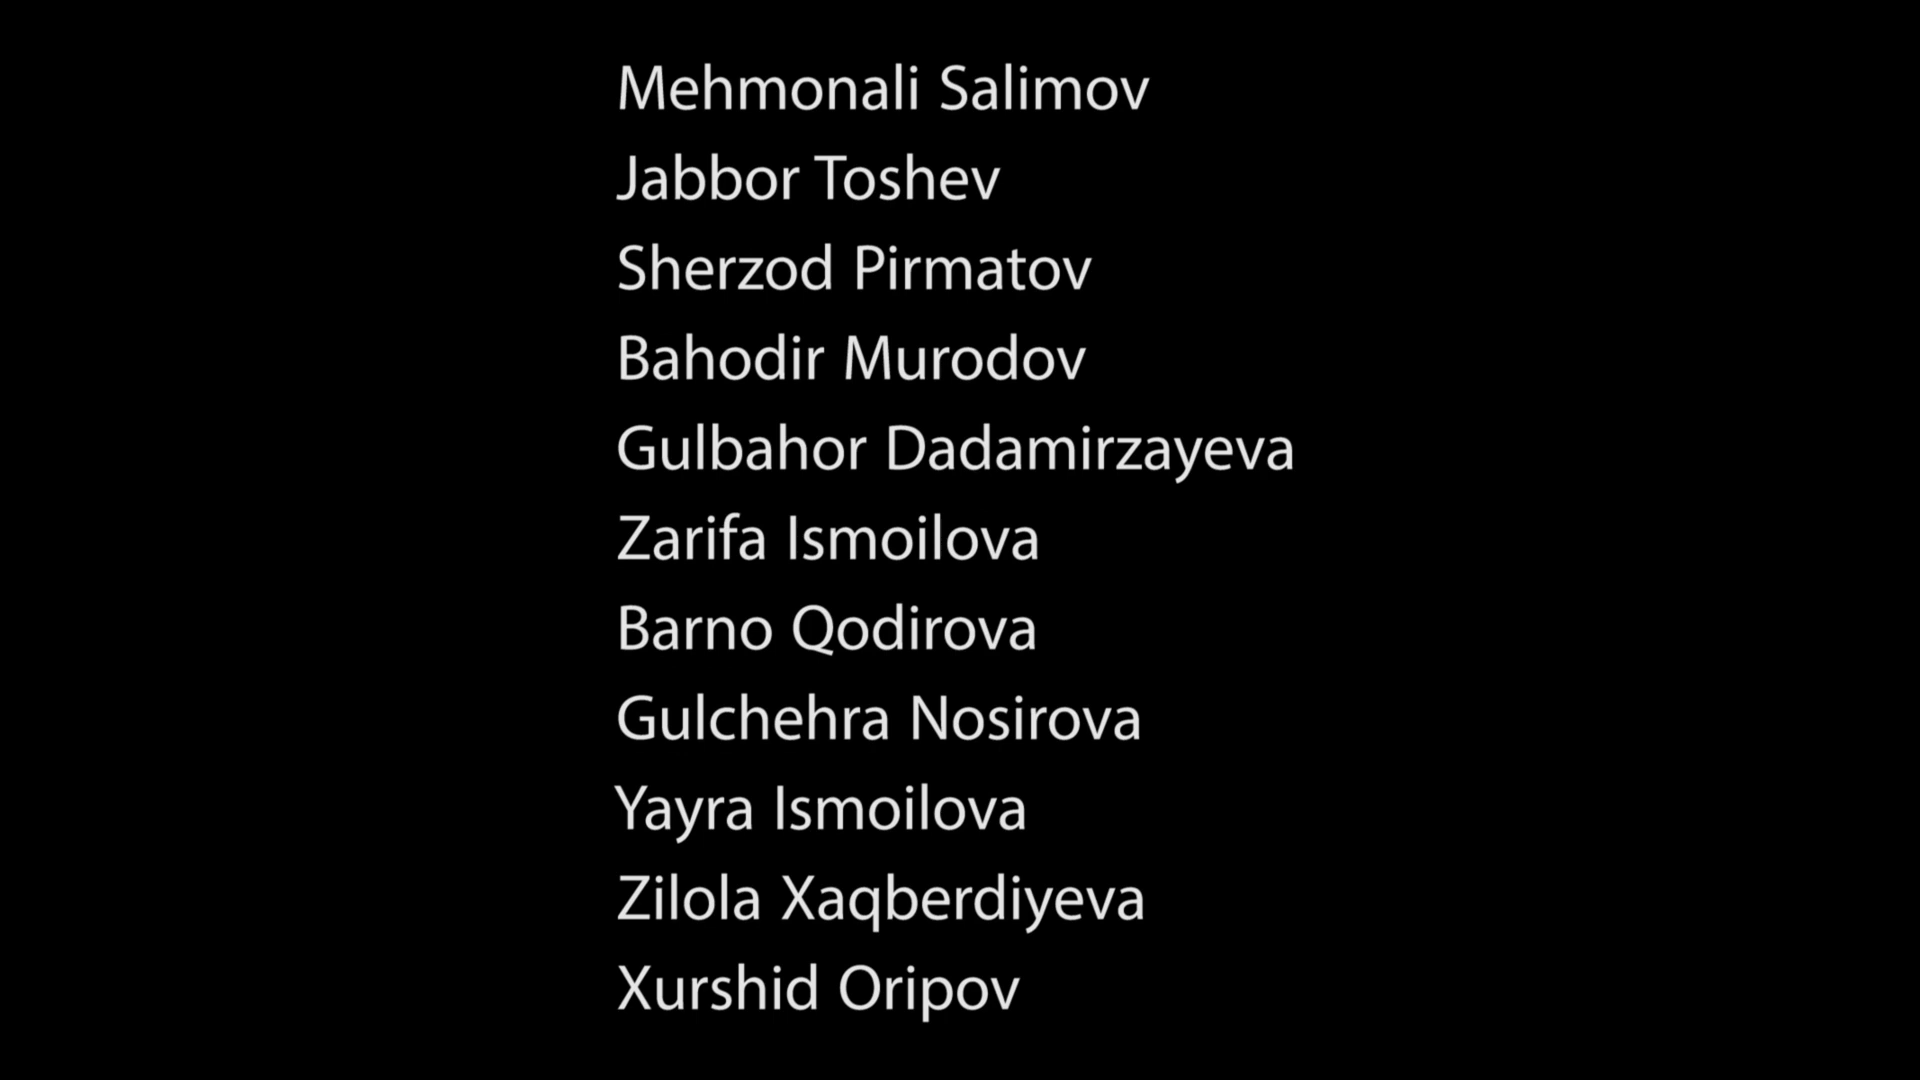 Mehmonali Salimov
Jabbor Toshev
Sherzod Pirmatov
Bahodir Murodov
Gulbahor Dadamirzayeva
Zarifa Ismoilova
Barno Qodirova
Gulchehra Nosirova
Yayra Ismoilova
Zilola Xaqberdiyeva
Xurshid Oripov